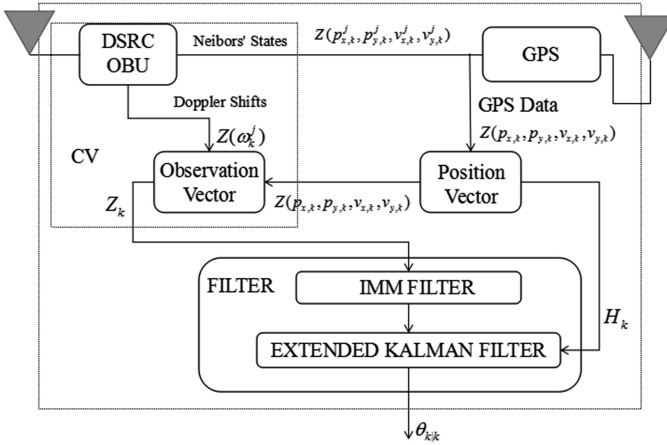 DSRC
OBU
Neibors' States
Z(p^j_{x,k}, p^j_{y,k}, v^j_{x,k}, v^j_{y,k})
GPS
Doppler Shifts
GPS Data
Z(ω^j_k)
Z(p_{x,k}, p_{y,k}, v_{x,k}, v_{y,k})
CV
Observation
Vector
Position
Vector
Z_k
Z(p_{x,k}, p_{y,k}, v_{x,k}, v_{y,k})
FILTER
IMM FILTER
H_k
EXTENDED KALMAN FILTER
θ_{k|k}